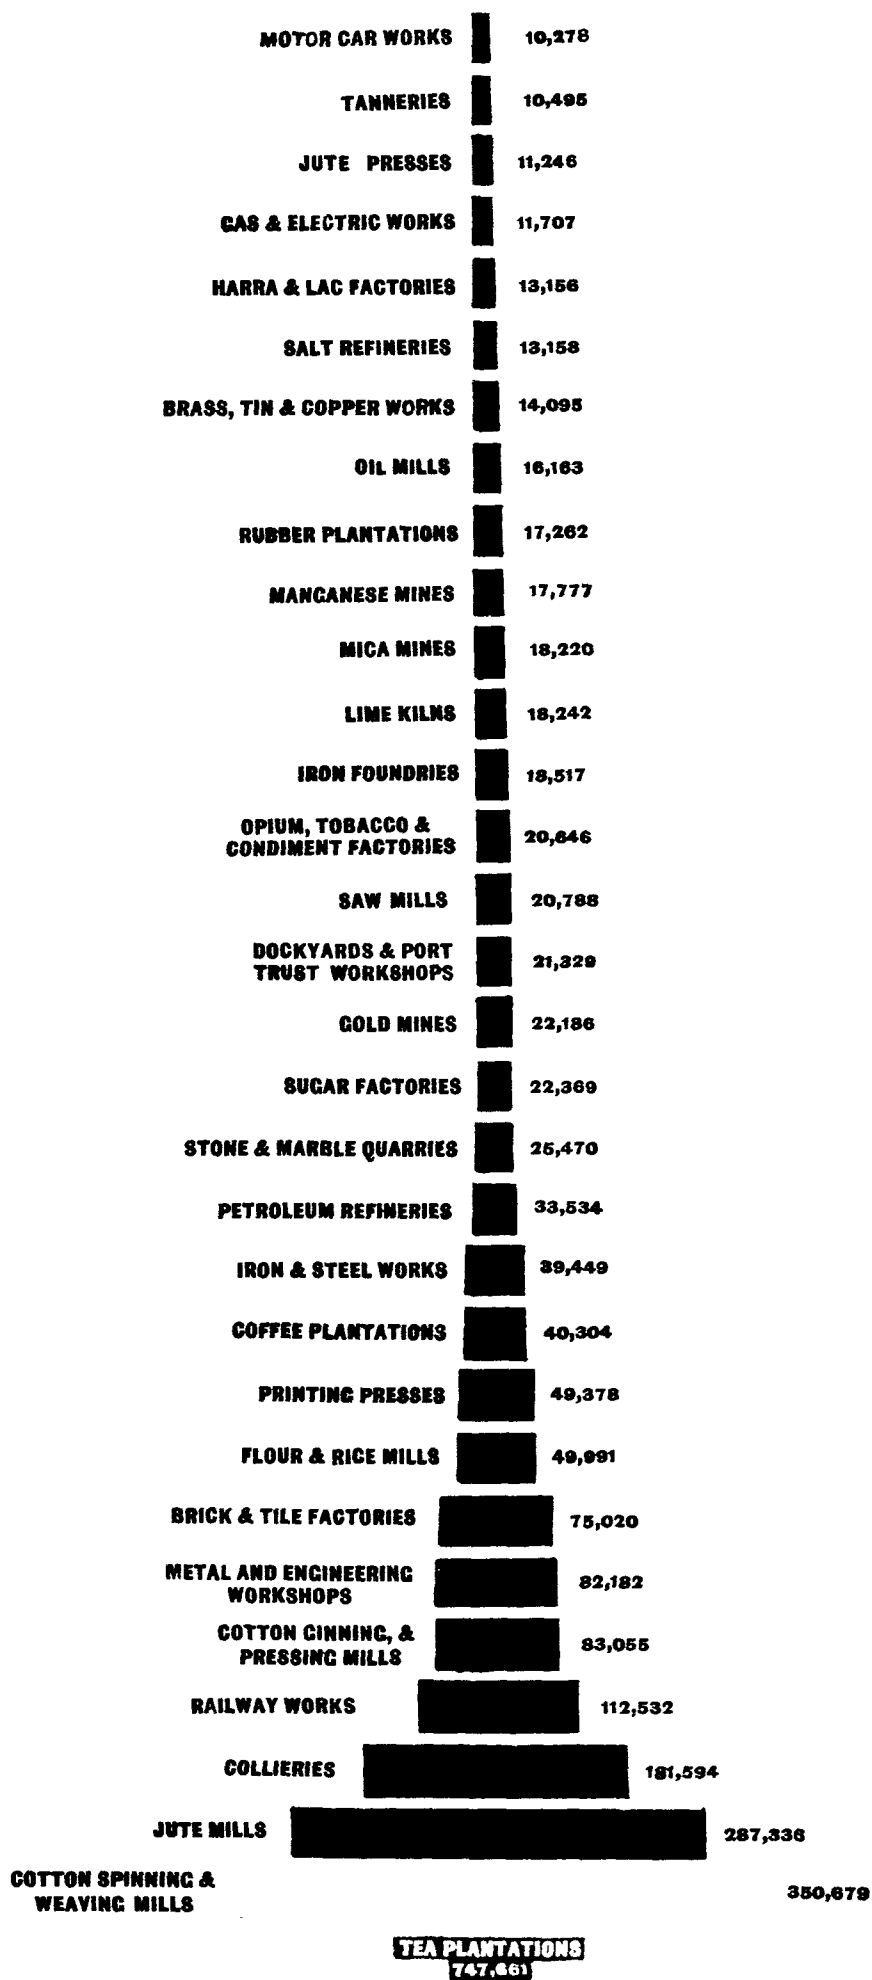 MOTOR CAR WORKS 10,278
TANNERIES 10,495
JUTE PRESSES 11,246
GAS & ELECTRIC WORKS 11,707
HARRA & LAC FACTORIES 13,156
SALT REFINERIES 13,158
BRASS, TIN & COPPER WORKS 14,095
OIL MILLS 16,163
RUBBER PLANTATIONS 17,262
MANGANESE MINES 17,777
MICA MINES 18,220
LIME KILNS 18,242
IRON FOUNDRIES 18,517
OPIUM, TOBACCO &
CONDIMENT FACTORIES 20,646
SAW MILLS 20,788
DOCKYARDS & PORT
TRUST WORKSHOPS 21,329
GOLD MINES 22,186
SUGAR FACTORIES 22,369
STONE & MARBLE QUARRIES 25,470
PETROLEUM REFINERIES 33,534
IRON & STEEL WORKS 39,449
COFFEE PLANTATIONS 40,304
PRINTING PRESSES 49,378
FLOUR & RICE MILLS 49,991
BRICK & TILE FACTORIES 75,020
METAL AND ENGINEERING
WORKSHOPS 82,182
COTTON GINNING, &
PRESSING MILLS 83,055
RAILWAY WORKS 112,532
COLLIERIES 181,594
JUTE MILLS 287,336
COTTON SPINNING &
WEAVING MILLS 350,679
TEA PLANTATIONS
747,661